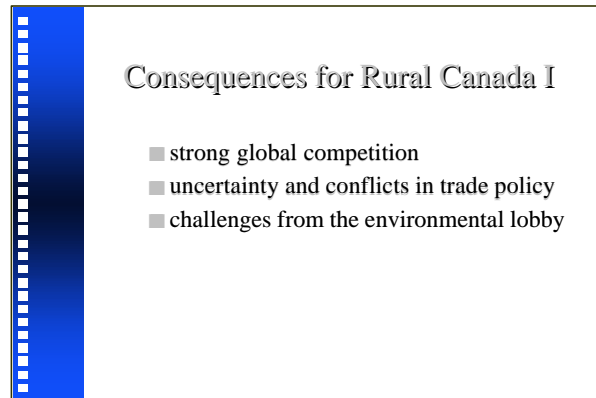 Consequences for Rural Canada I
strong global competition
uncertainty and conflicts in trade policy
challenges from the environmental lobby